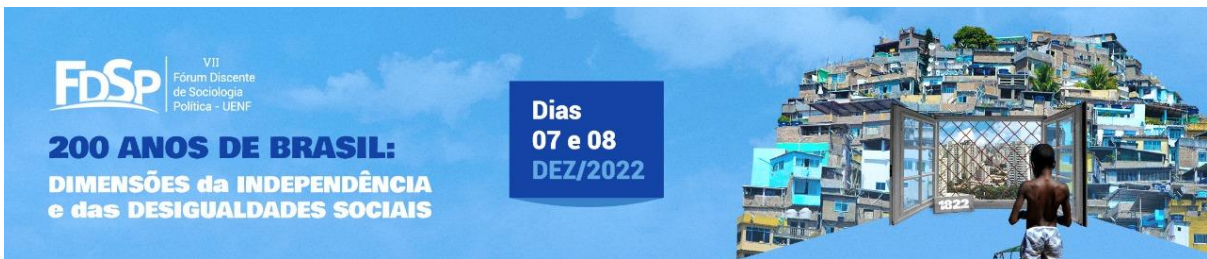 FDSP
VII
Fórum Discente
de Sociologia
Política - UENF
200 ANOS DE BRASIL:
DIMENSÕES da INDEPENDÊNCIA
e das DESIGUALDADES SOCIAIS
Dias
07 e 08
DEZ/2022
1822